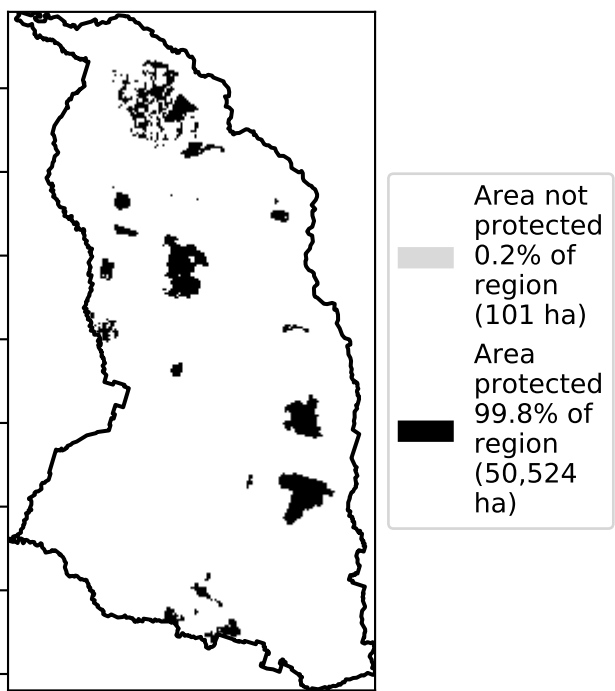 Area not
protected
0.2% of
region
(101 ha)
Area
protected
99.8% of
region
(50,524
ha)